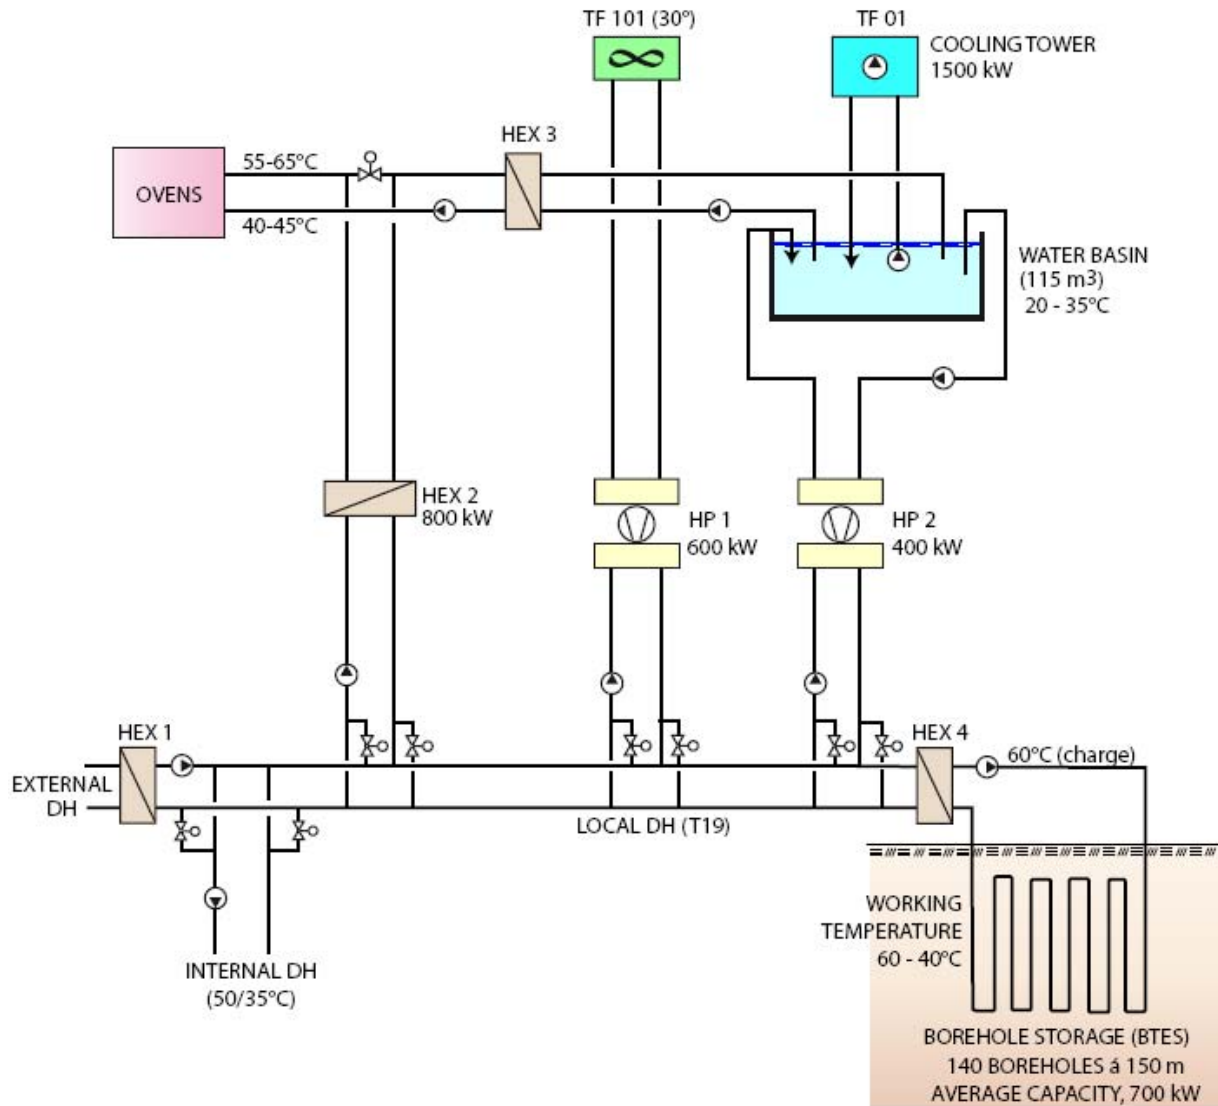 TF 101 (30°)
TF 01
COOLING TOWER
1500 kW
HEX 3
55-65°C
OVENS
40-45°C
WATER BASIN
(115 m3)
20 - 35°C
HEX 2
800 kW
HP 1
600 kW
HP 2
400 kW
HEX 1
HEX 4
60°C (charge)
EXTERNAL
DH
LOCAL DH (T19)
INTERNAL DH
(50/35°C)
WORKING
TEMPERATURE
60 - 40°C
BOREHOLE STORAGE (BTES)
140 BOREHOLES á 150 m
AVERAGE CAPACITY, 700 kW